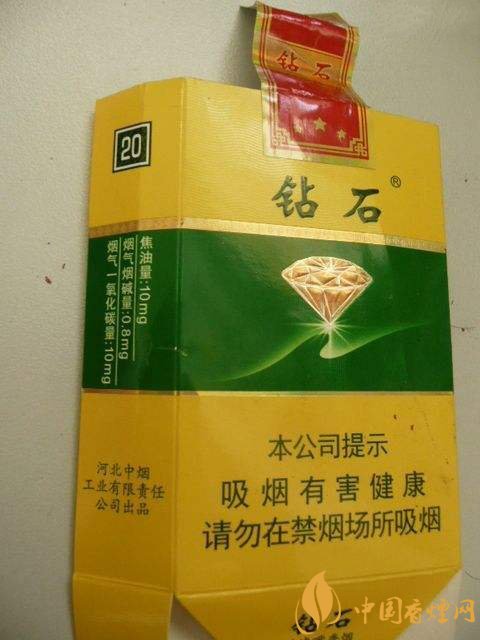 钻石
20
钻石®
焦油量:10mg
烟气烟碱量:0.8mg
烟气一氧化碳量:10mg
本公司提示
吸烟有害健康
请勿在禁烟场所吸烟
河北中烟
工业有限责任
公司出品
钻石
中国香烟网